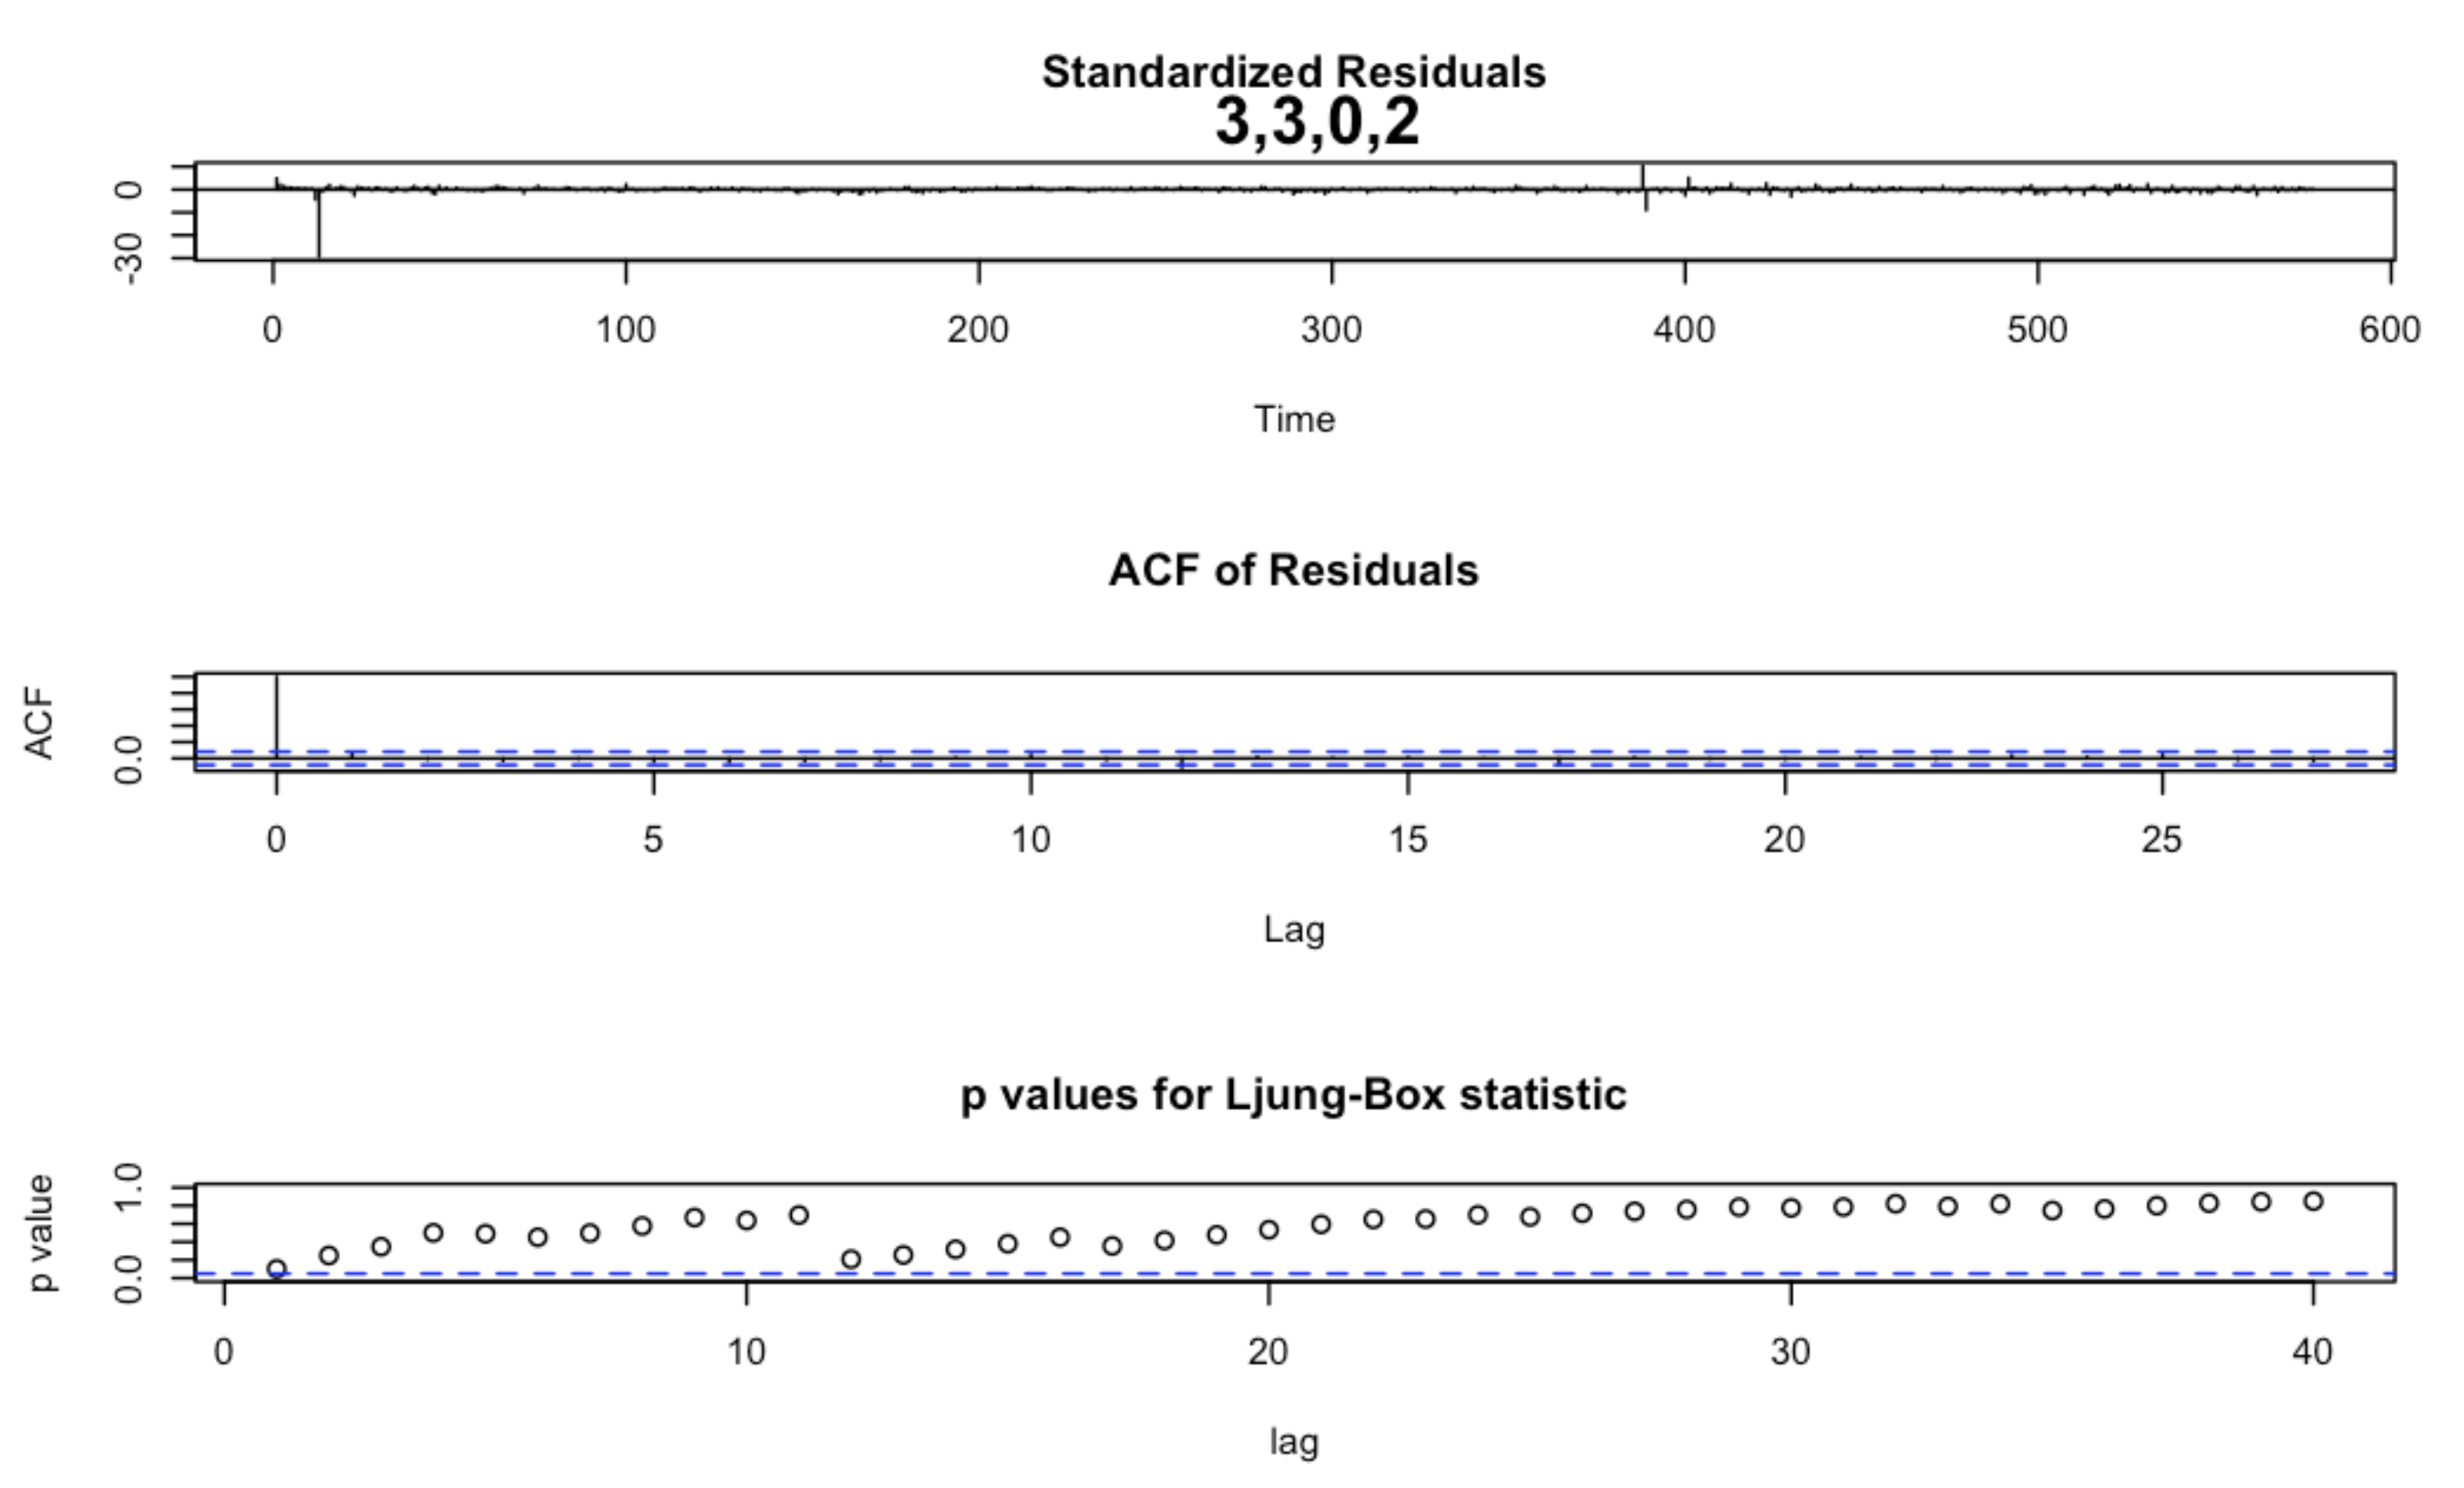 Standardized Residuals
3,3,0,2
0
-30
0 100 200 300 400 500 600
Time
ACF of Residuals
ACF
0.0
0 5 10 15 20 25
Lag
p values for Ljung-Box statistic
p value
1.0
0.0
0 10 20 30 40
lag